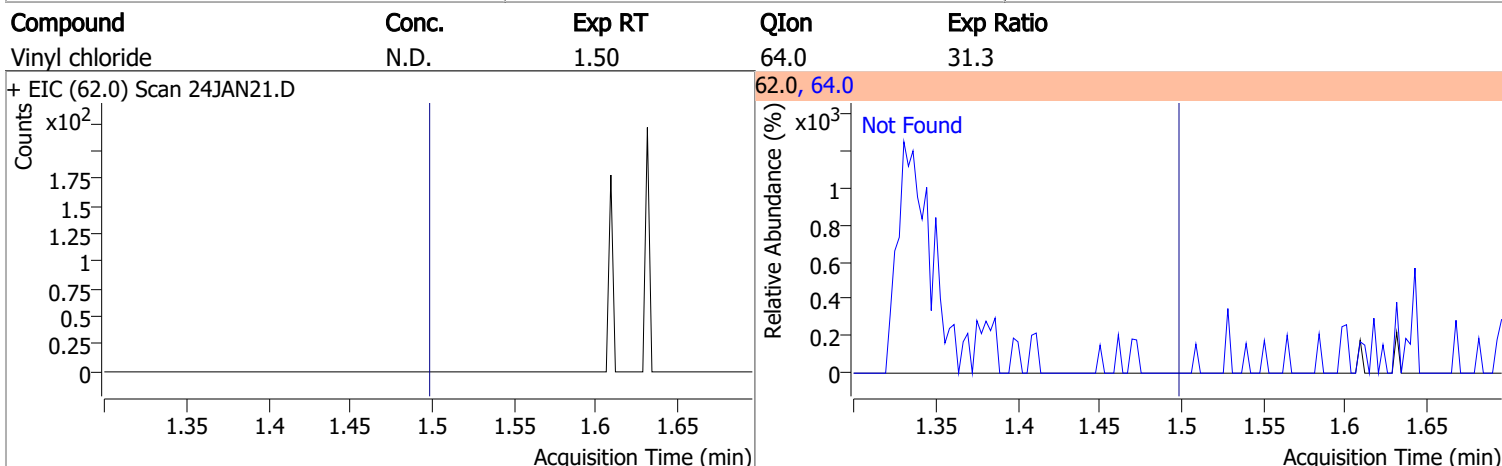 Compound Conc. Exp RT QIon Exp Ratio
Vinyl chloride N.D. 1.50 64.0 31.3
+ EIC (62.0) Scan 24JAN21.D
Counts
x10²
1.75
1.5
1.25
1
0.75
0.5
0.25
0
1.35 1.4 1.45 1.5 1.55 1.6 1.65
Acquisition Time (min)
62.0, 64.0
Relative Abundance (%)
x10³
Not Found
1
0.8
0.6
0.4
0.2
0
1.35 1.4 1.45 1.5 1.55 1.6 1.65
Acquisition Time (min)